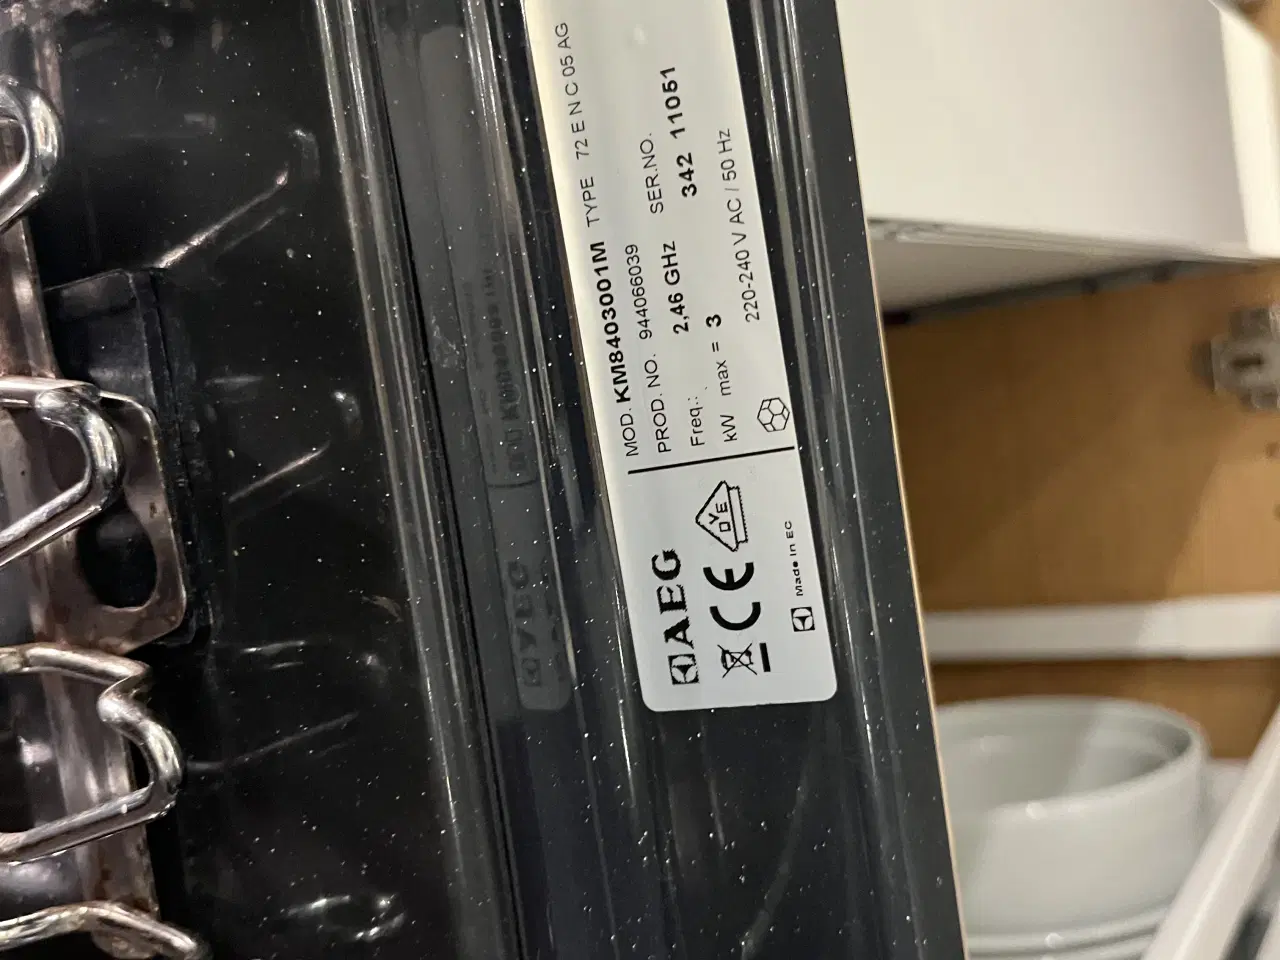 MOD. KM8403001M TYPE 72 E N C 05 AG
PROD. NO. 944066039 SER.NO.
Freq.: 2,46 GHz 342 11051
kW max = 3
220-240 V AC / 50 Hz
AEG
CE
OVE
Made in EC